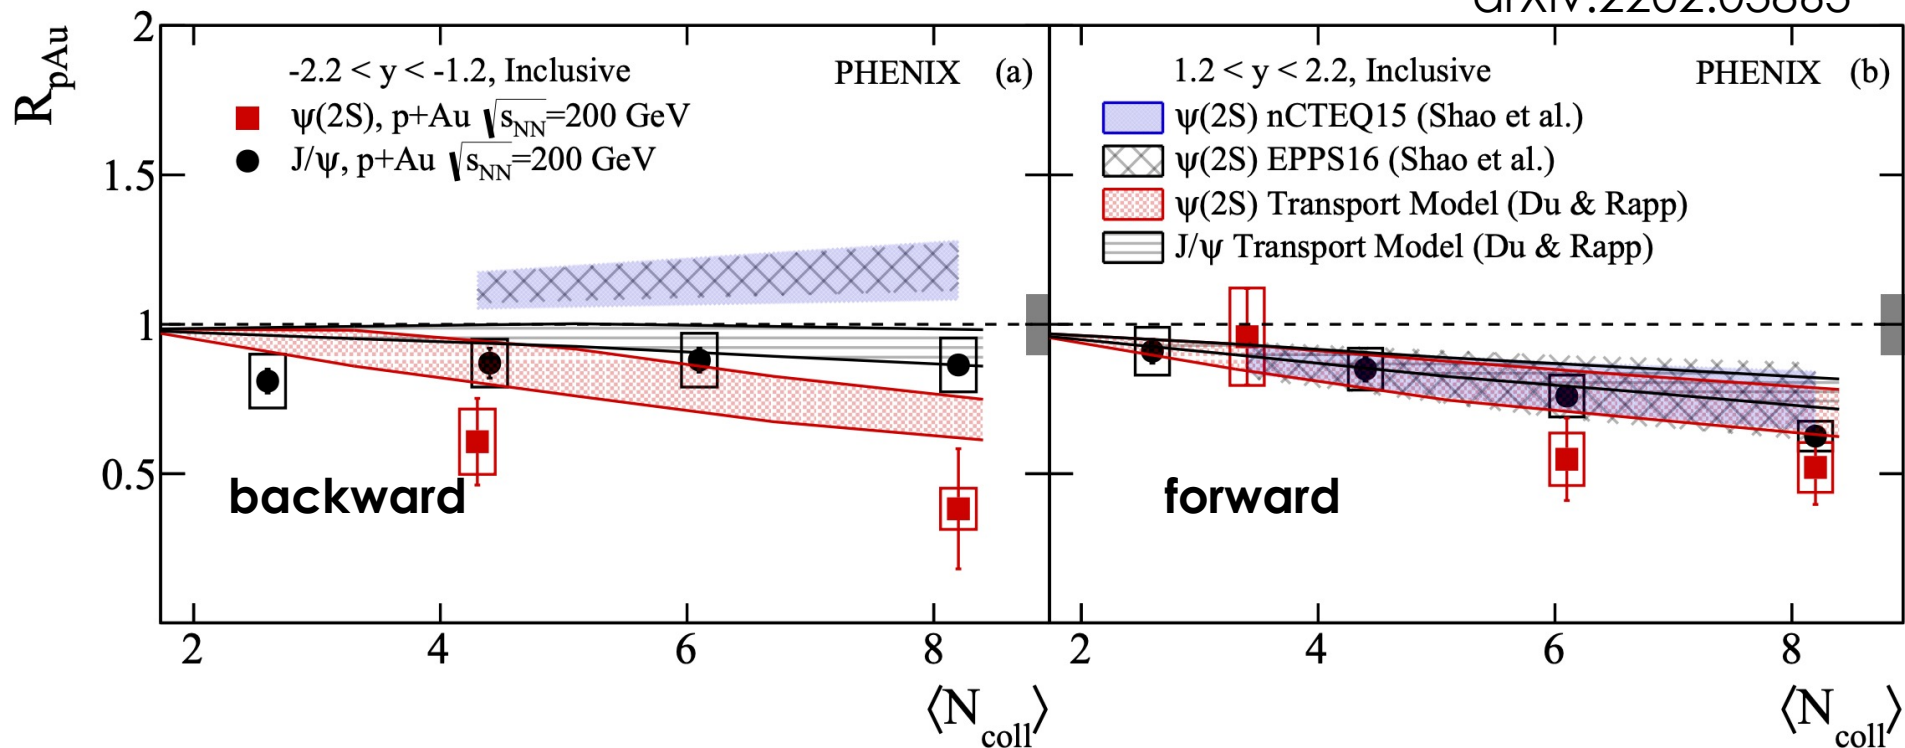 R_pAu
2
1.5
1
0.5
-2.2 < y < -1.2, Inclusive
PHENIX (a)
ψ(2S), p+Au √s_NN=200 GeV
J/ψ, p+Au √s_NN=200 GeV
backward
2 4 6 8
⟨N_coll⟩
1.2 < y < 2.2, Inclusive
PHENIX (b)
ψ(2S) nCTEQ15 (Shao et al.)
ψ(2S) EPPS16 (Shao et al.)
ψ(2S) Transport Model (Du & Rapp)
J/ψ Transport Model (Du & Rapp)
forward
2 4 6 8
⟨N_coll⟩